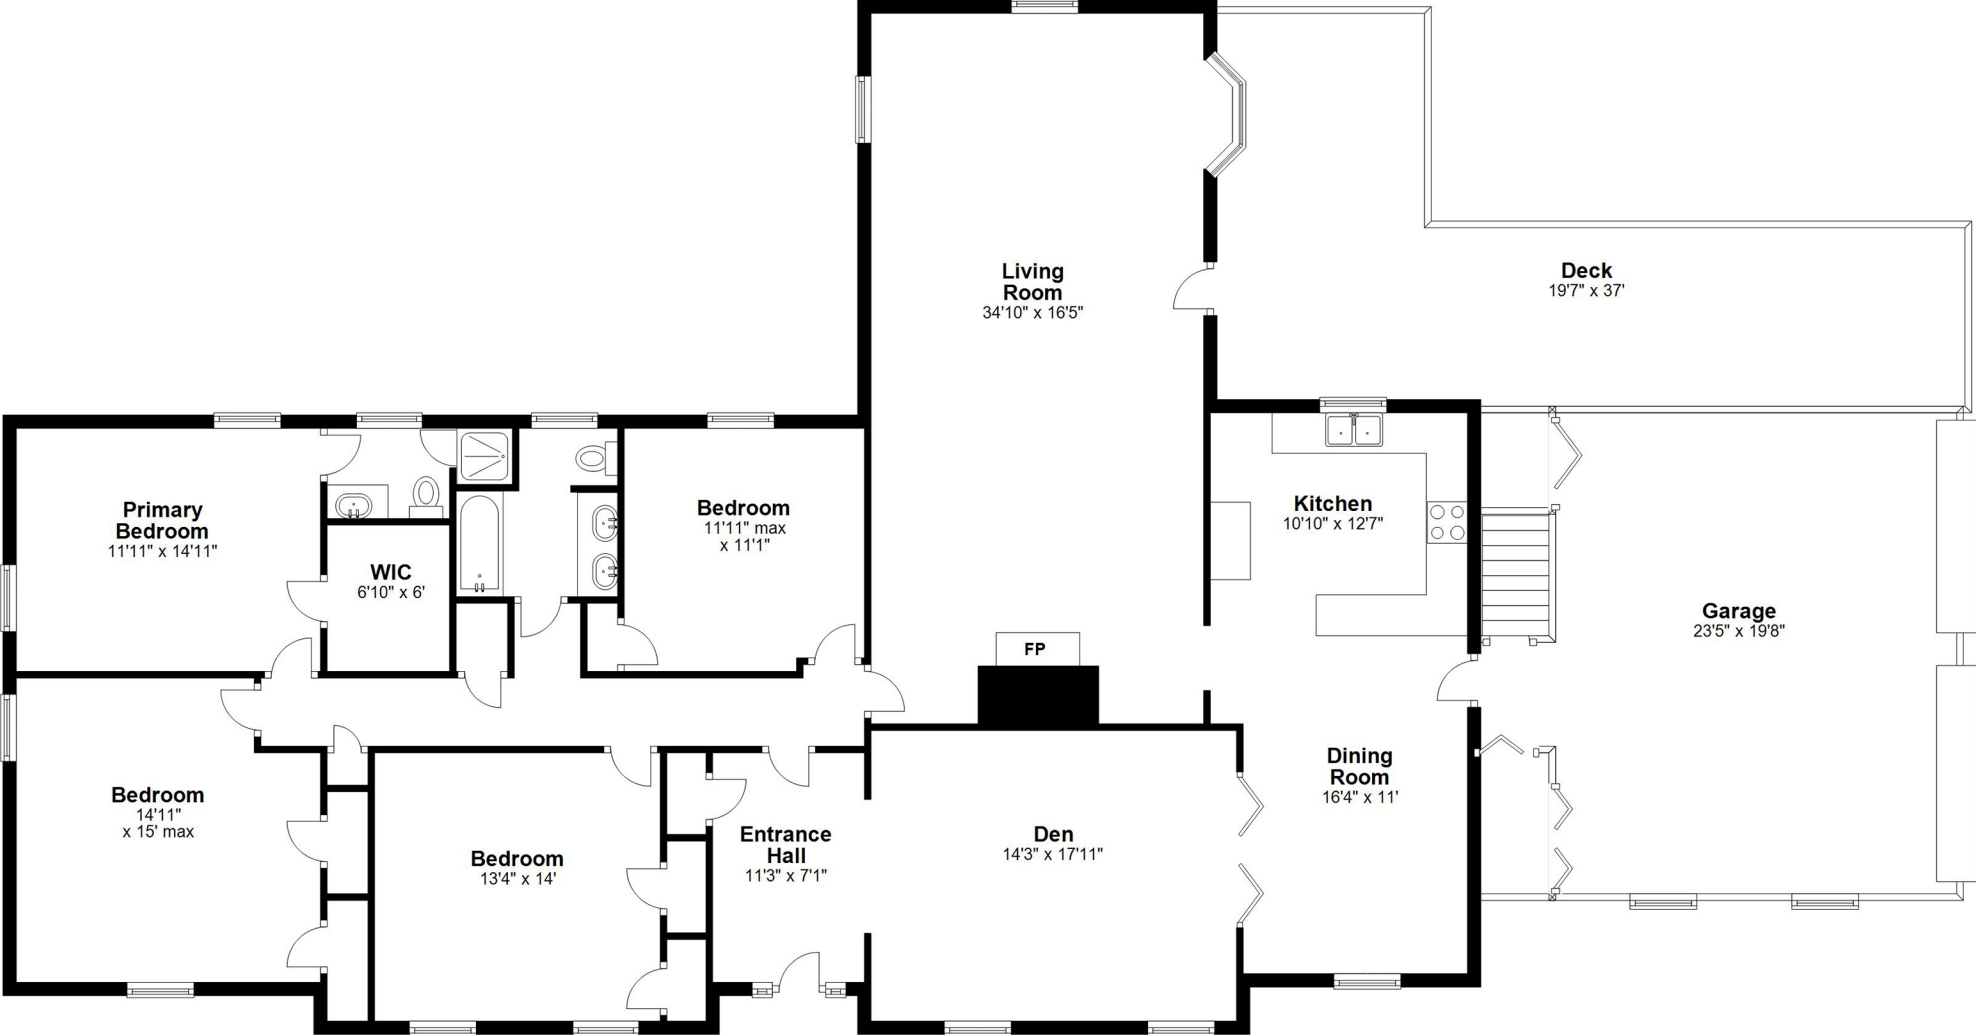 Living
Room
34'10" x 16'5"
Deck
19'7" x 37'
Primary
Bedroom
11'11" x 14'11"
WIC
6'10" x 6'
Bedroom
11'11" max
x 11'1"
Kitchen
10'10" x 12'7"
Garage
23'5" x 19'8"
FP
Bedroom
14'11"
x 15' max
Bedroom
13'4" x 14'
Entrance
Hall
11'3" x 7'1"
Den
14'3" x 17'11"
Dining
Room
16'4" x 11'